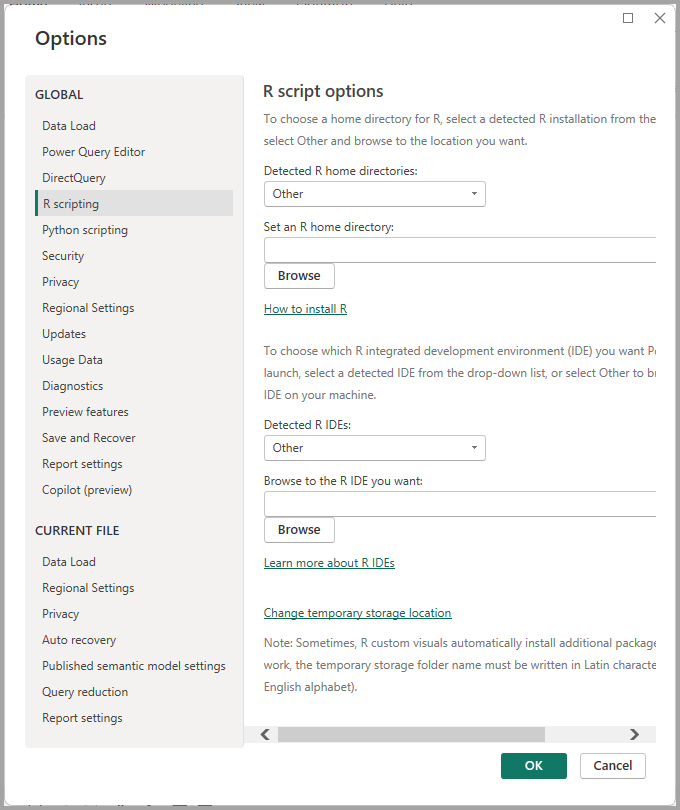 Options
GLOBAL
Data Load
Power Query Editor
DirectQuery
R scripting
Python scripting
Security
Privacy
Regional Settings
Updates
Usage Data
Diagnostics
Preview features
Save and Recover
Report settings
Copilot (preview)
CURRENT FILE
Data Load
Regional Settings
Privacy
Auto recovery
Published semantic model settings
Query reduction
Report settings
R script options
To choose a home directory for R, select a detected R installation from the
select Other and browse to the location you want.
Detected R home directories:
Other
Set an R home directory:
Browse
How to install R
To choose which R integrated development environment (IDE) you want
launch, select a detected IDE from the drop-down list, or select Other to
IDE on your machine.
Detected R IDEs:
Other
Browse to the R IDE you want:
Browse
Learn more about R IDEs
Change temporary storage location
Note: Sometimes, R custom visuals automatically install additional package
work, the temporary storage folder name must be written in Latin characte
English alphabet).
OK
Cancel